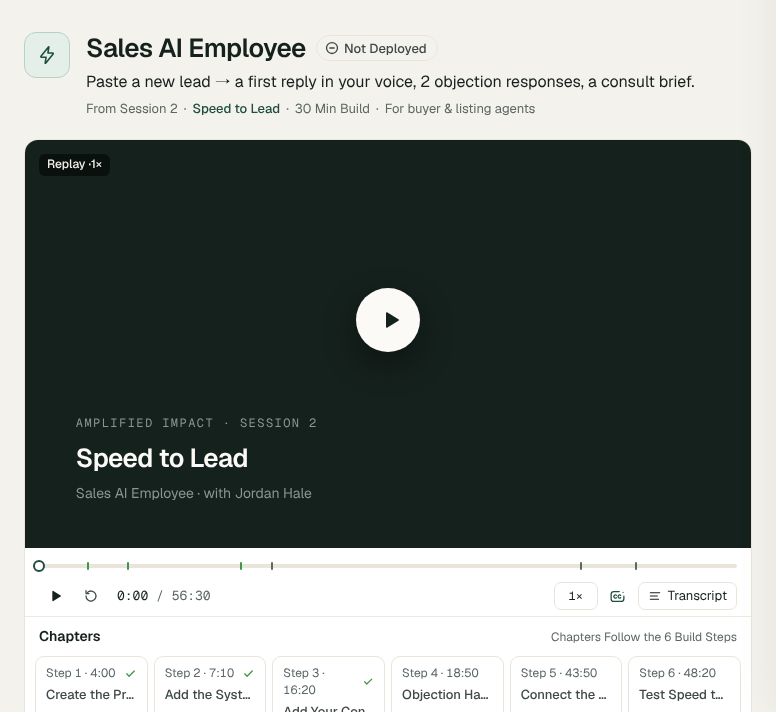 Sales AI Employee
Not Deployed
Paste a new lead → a first reply in your voice, 2 objection responses, a consult brief.
From Session 2 · Speed to Lead · 30 Min Build · For buyer & listing agents
Replay ·1×
AMPLIFIED IMPACT · SESSION 2
Speed to Lead
Sales AI Employee · with Jordan Hale
0:00 / 56:30
1×
CC
Transcript
Chapters
Chapters Follow the 6 Build Steps
Step 1 · 4:00
Create the Pr...
Step 2 · 7:10
Add the Syst...
Step 3 ·
16:20
Add Your Con...
Step 4 · 18:50
Objection Ha...
Step 5 · 43:50
Connect the ...
Step 6 · 48:20
Test Speed t...